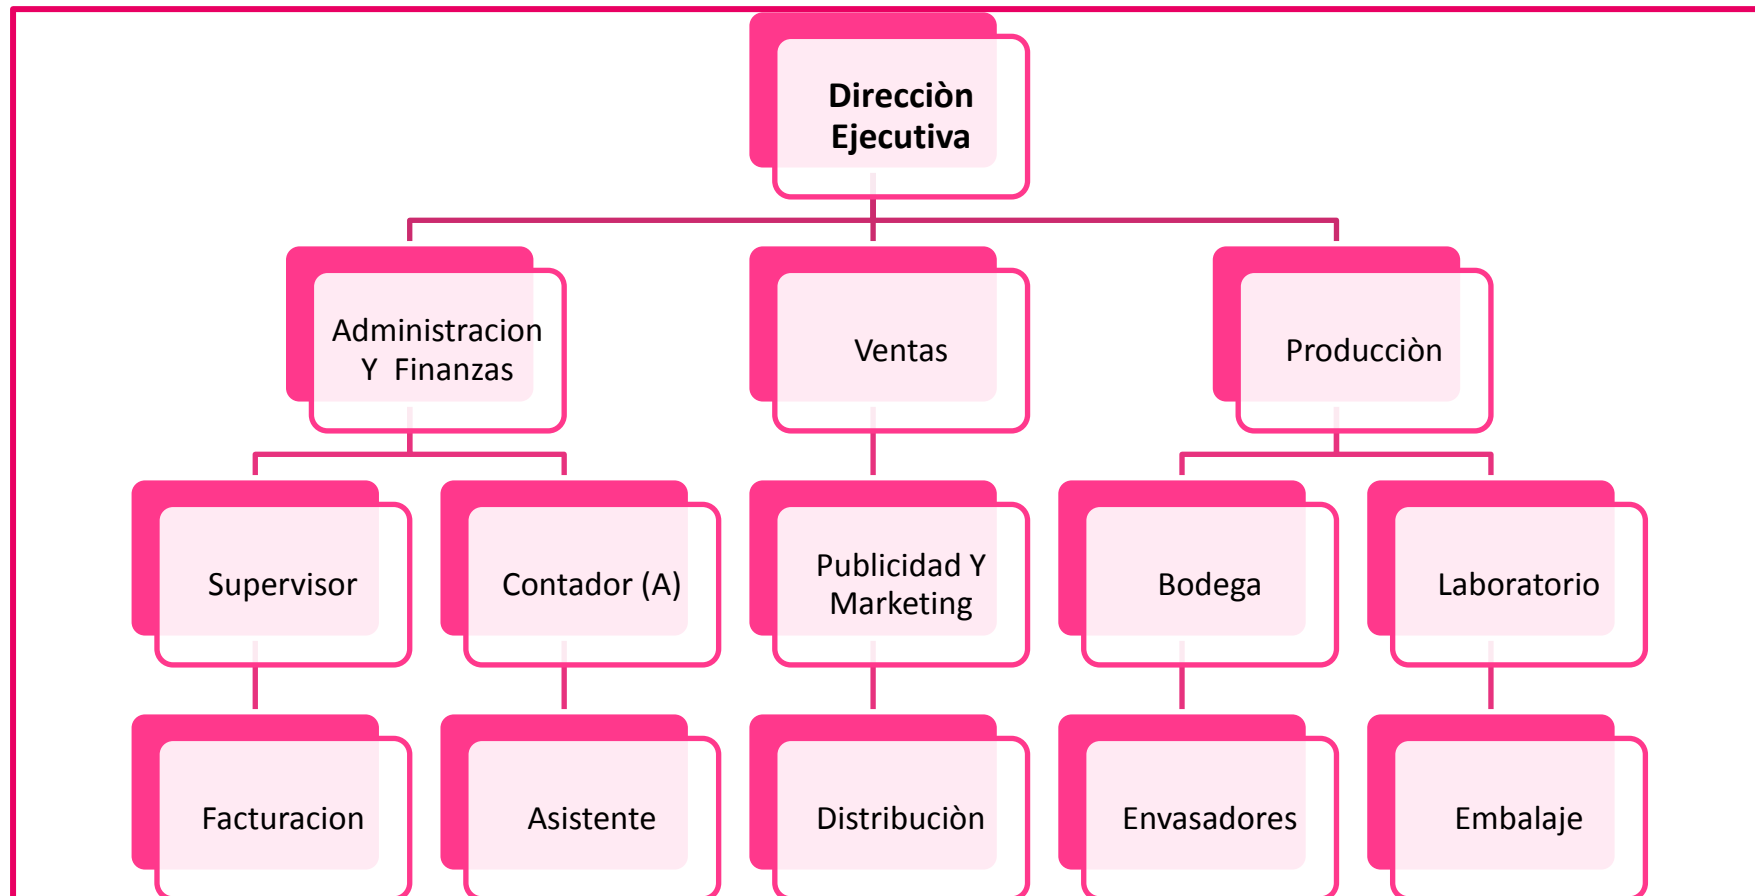 Direcciòn
Ejecutiva
Administracion
Y  Finanzas
Ventas
Producciòn
Supervisor
Contador (A)
Publicidad Y
Marketing
Bodega
Laboratorio
Facturacion
Asistente
Distribuciòn
Envasadores
Embalaje